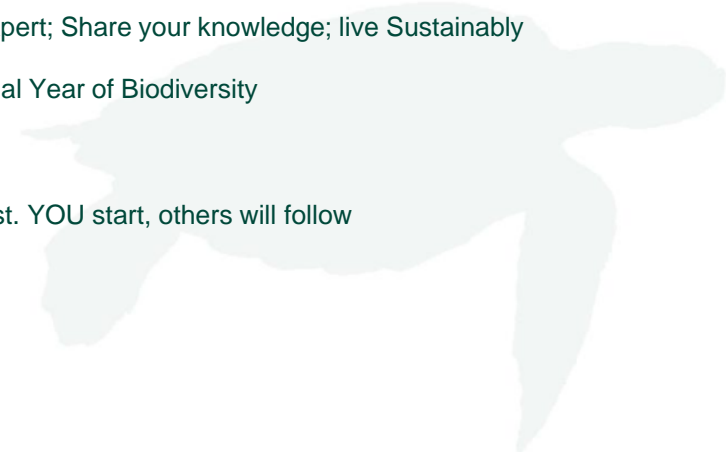 pert; Share your knowledge; live Sustainably
al Year of Biodiversity
st. YOU start, others will follow